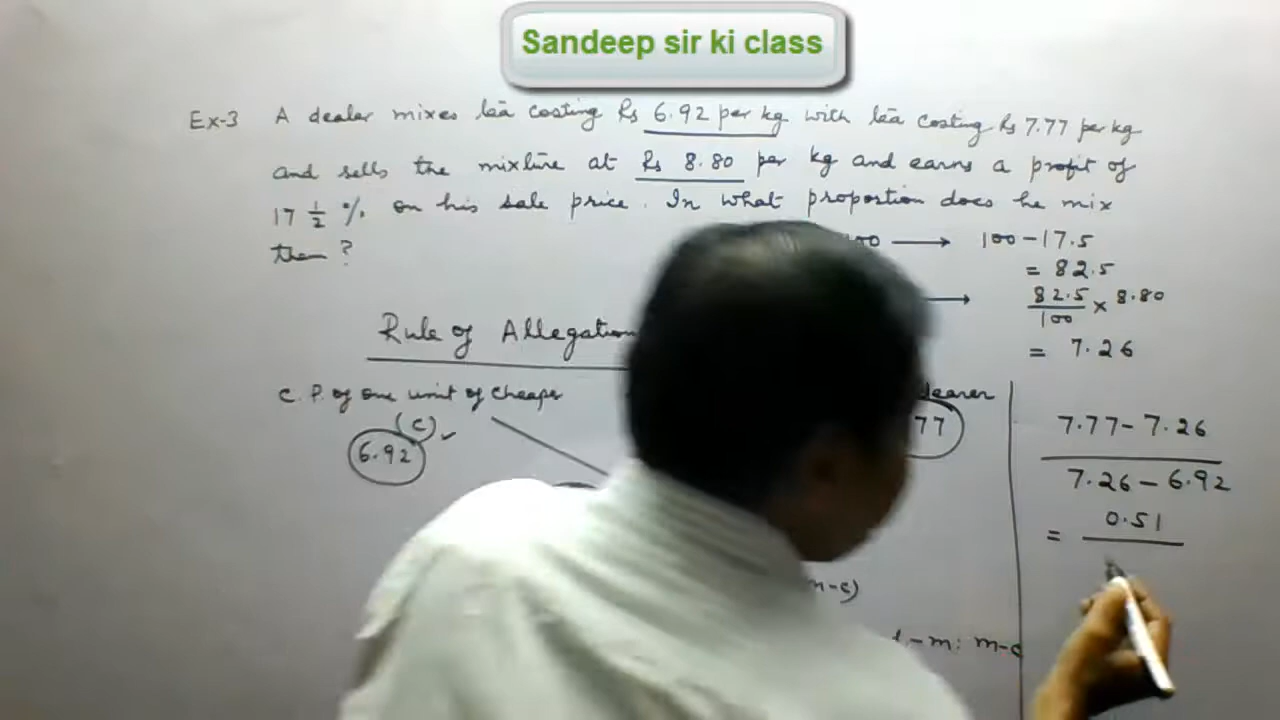 Sandeep sir ki class
Ex-3 A dealer mixes tea costing Rs 6.92 per kg with tea costing Rs 7.77 per kg
and sells the mixture at Rs 8.80 per kg and earns a profit of
17 1/2 % on his sale price. In what proportion does he mix
them ?
100 ⟶ 100-17.5
= 82.5
⟶ 82.5/100 × 8.80
= 7.26
Rule of Allegation
C.P. of one unit of Cheaper
dearer
(C)
6.92
77
7.77 - 7.26
7.26 - 6.92
= 0.51
m-c)
- m : m-c